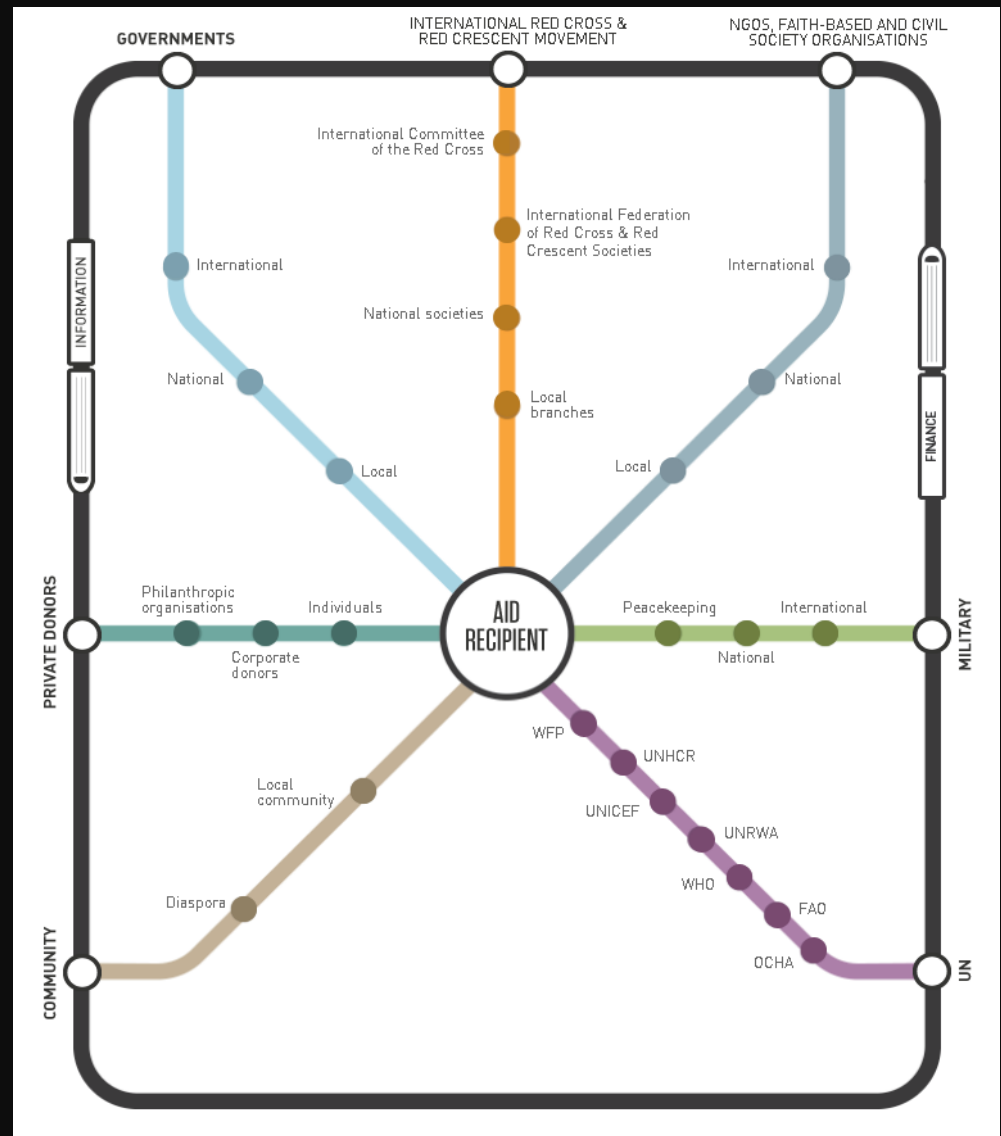 GOVERNMENTS
INTERNATIONAL RED CROSS &
RED CRESCENT MOVEMENT
NGOS, FAITH-BASED AND CIVIL
SOCIETY ORGANISATIONS
International Committee
of the Red Cross
International Federation
of Red Cross & Red
Crescent Societies
International
International
INFORMATION
National societies
National
National
Local
branches
FINANCE
Local
Local
PRIVATE DONORS
Philanthropic
organisations
Individuals
Corporate
donors
AID
RECIPIENT
Peacekeeping
International
National
MILITARY
WFP
UNHCR
UNICEF
UNRWA
WHO
FAO
OCHA
UN
Local
community
Diaspora
COMMUNITY